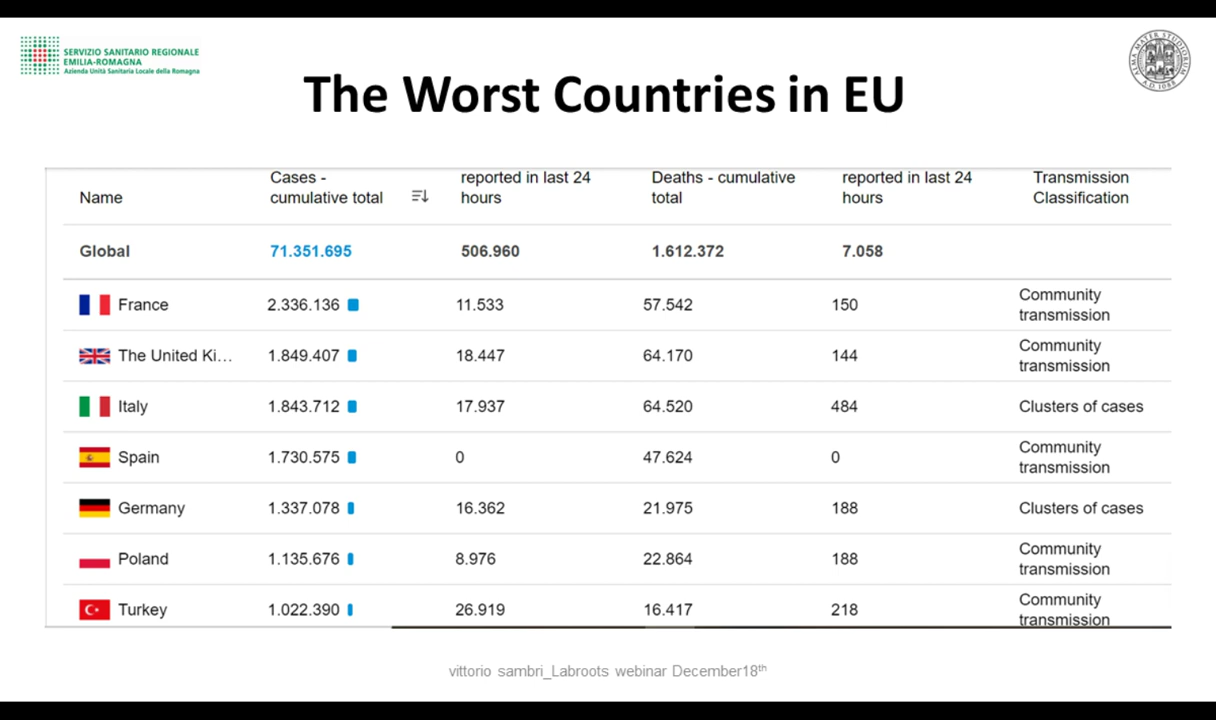 SERVIZIO SANITARIO REGIONALE
EMILIA-ROMAGNA
Azienda Unità Sanitaria Locale della Romagna
ALMA MATER STUDIORUM
A.D. 1088
The Worst Countries in EU
Name Cases - cumulative total reported in last 24 hours Deaths - cumulative total reported in last 24 hours Transmission Classification
Global 71.351.695 506.960 1.612.372 7.058
France 2.336.136 11.533 57.542 150 Community transmission
The United Ki... 1.849.407 18.447 64.170 144 Community transmission
Italy 1.843.712 17.937 64.520 484 Clusters of cases
Spain 1.730.575 0 47.624 0 Community transmission
Germany 1.337.078 16.362 21.975 188 Clusters of cases
Poland 1.135.676 8.976 22.864 188 Community transmission
Turkey 1.022.390 26.919 16.417 218 Community transmission
vittorio sambri_Labroots webinar December18th